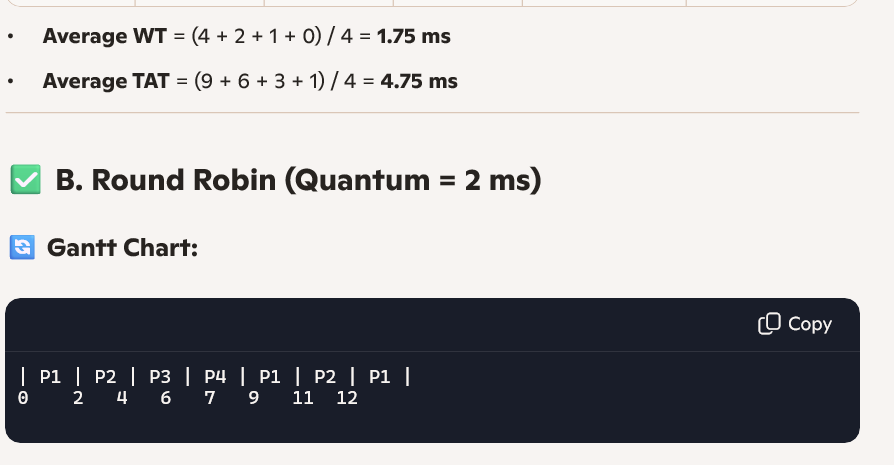 • Average WT = (4 + 2 + 1 + 0) / 4 = 1.75 ms
• Average TAT = (9 + 6 + 3 + 1) / 4 = 4.75 ms
✅ B. Round Robin (Quantum = 2 ms)
🔄 Gantt Chart:
Copy
| P1 | P2 | P3 | P4 | P1 | P2 | P1 |
0    2   4   6   7   9   11  12